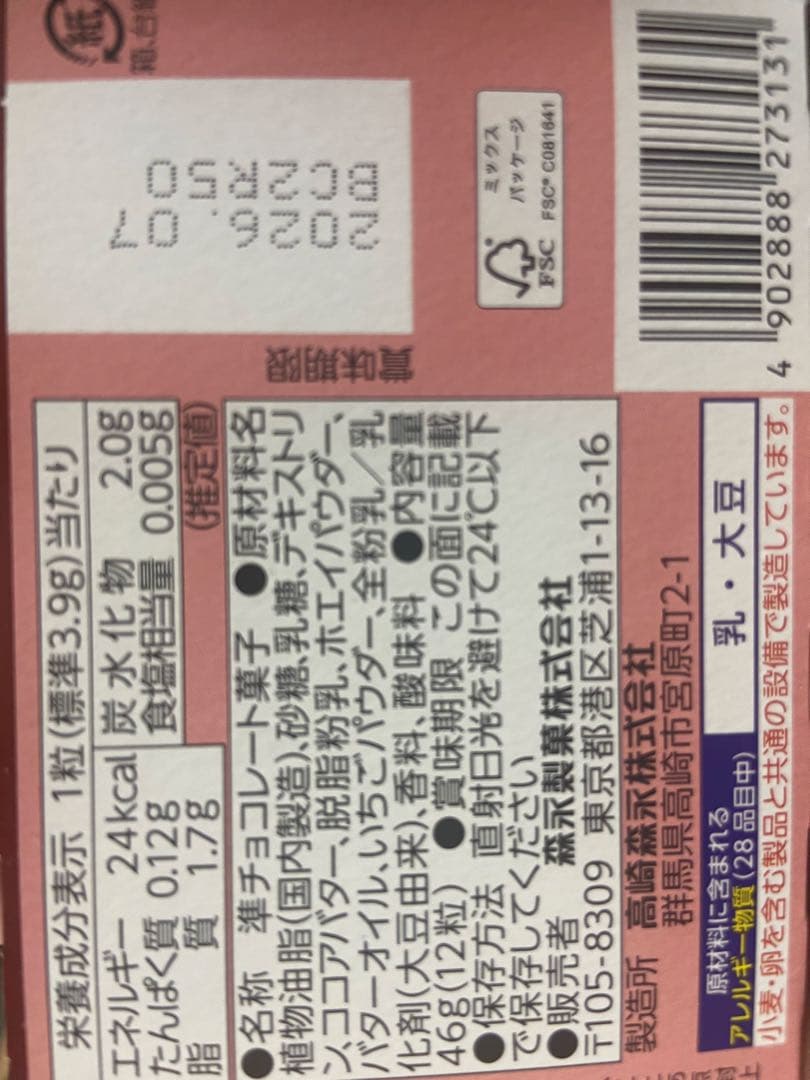 栄養成分表示 1粒(標準3.9g)当たり
エネルギー 24kcal 炭水化物 2.0g
たんぱく質 0.12g 食塩相当量 0.005g
脂質 1.7g (推定値)
●名称 準チョコレート菓子 ●原材料名
植物油脂(国内製造)、砂糖、乳糖、デキストリ
ン、ココアバター、脱脂粉乳、ホエイパウダー、
バターオイル、いちごパウダー、全粉乳／乳
化剤(大豆由来)、香料、酸味料 ●内容量
46g(12粒) ●賞味期限 この面に記載
●保存方法 直射日光を避けて24℃以下
で保存してください
●販売者 森永製菓株式会社
〒105-8309 東京都港区芝浦1-13-16
製造所 高崎森永株式会社
群馬県高崎市宮原町2-1
原材料に含まれる
アレルギー物質(28品目中)
乳・大豆
小麦・卵を含む製品と共通の設備で製造しています。
賞味期限
2026.07
紙
ミックス
パッケージ
FSC
FSC® C081641
4 902888 273131